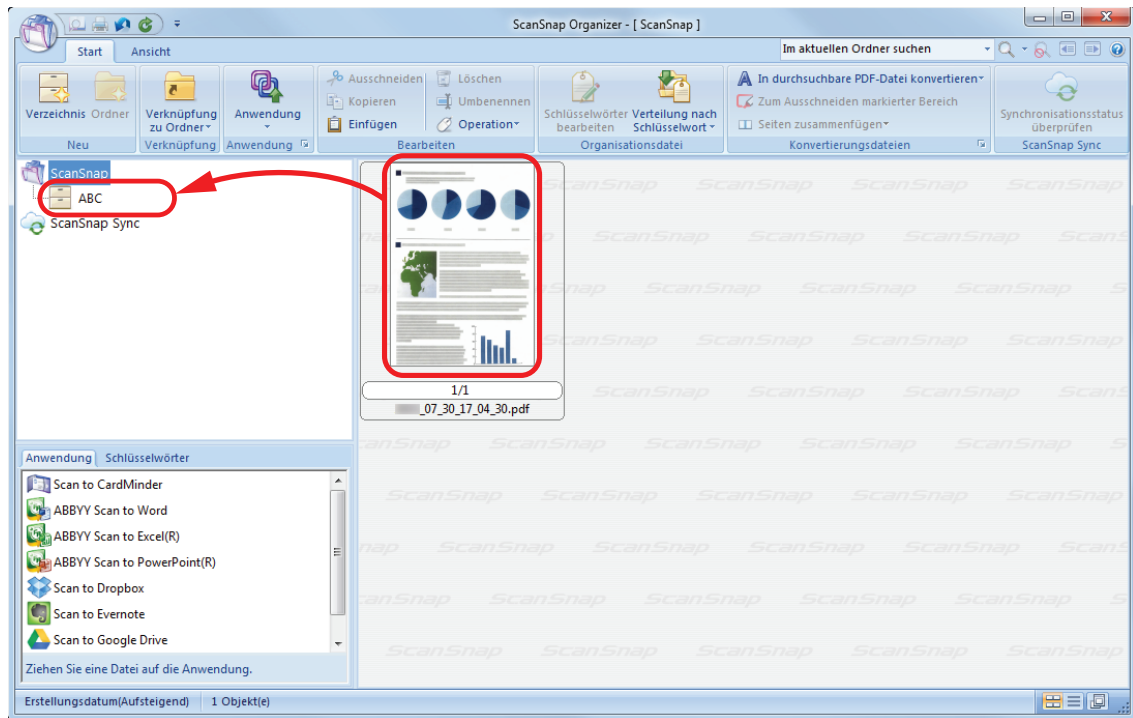 ScanSnap Organizer - [ ScanSnap ]
Start Ansicht
Im aktuellen Ordner suchen
Verzeichnis Ordner
Neu
Verknüpfung
zu Ordner
Verknüpfung
Anwendung
Anwendung
Ausschneiden
Kopieren
Einfügen
Löschen
Umbenennen
Operation
Bearbeiten
Schlüsselwörter
bearbeiten
Verteilung nach
Schlüsselwort
Organisationsdatei
In durchsuchbare PDF-Datei konvertieren
Zum Ausschneiden markierter Bereich
Seiten zusammenfügen
Konvertierungsdateien
Synchronisationsstatus
überprüfen
ScanSnap Sync
ScanSnap
ABC
ScanSnap Sync
1/1
_07_30_17_04_30.pdf
Anwendung Schlüsselwörter
Scan to CardMinder
ABBYY Scan to Word
ABBYY Scan to Excel(R)
ABBYY Scan to PowerPoint(R)
Scan to Dropbox
Scan to Evernote
Scan to Google Drive
Ziehen Sie eine Datei auf die Anwendung.
Erstellungsdatum(Aufsteigend) 1 Objekt(e)